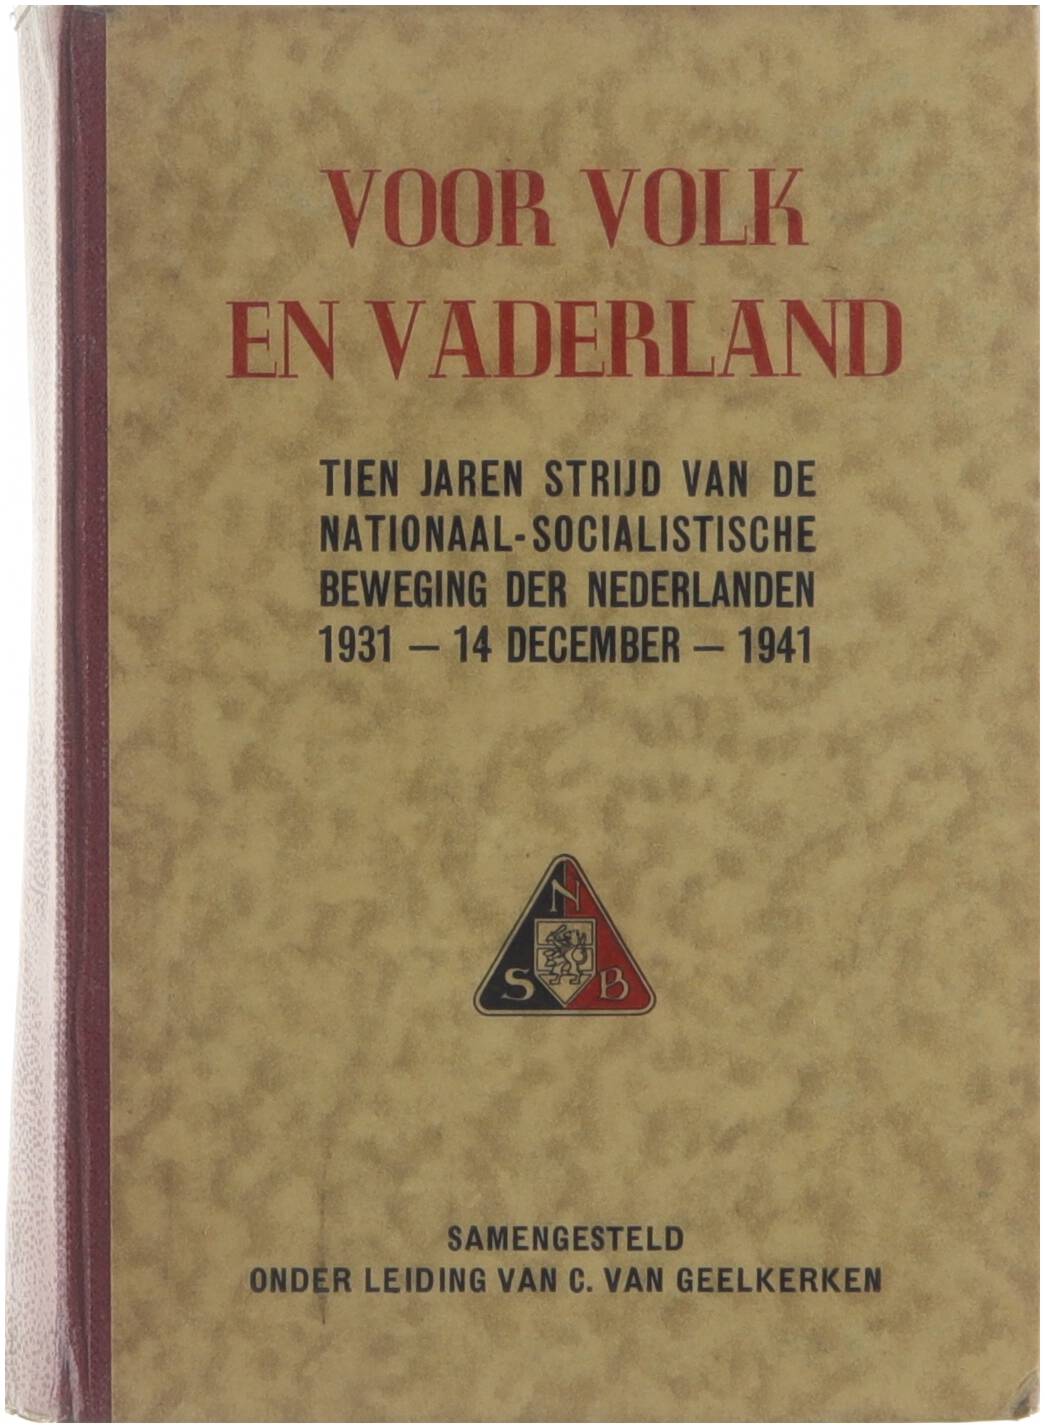 VOOR VOLK
EN VADERLAND
TIEN JAREN STRIJD VAN DE
NATIONAAL-SOCIALISTISCHE
BEWEGING DER NEDERLANDEN
1931 — 14 DECEMBER — 1941
N
S B
SAMENGESTELD
ONDER LEIDING VAN C. VAN GEELKERKEN